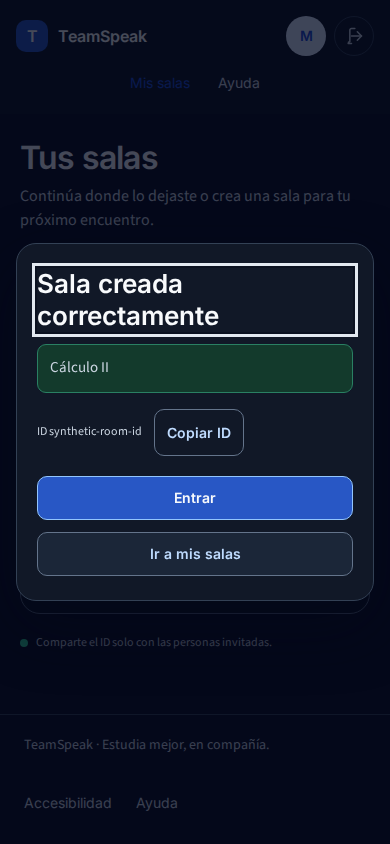 T TeamSpeak M
Mis salas Ayuda
Tus salas
Continúa donde lo dejaste o crea una sala para tu
próximo encuentro.
Sala creada
correctamente
Cálculo II
ID synthetic-room-id Copiar ID
Entrar
Ir a mis salas
Comparte el ID solo con las personas invitadas.
TeamSpeak · Estudia mejor, en compañía.
Accesibilidad Ayuda